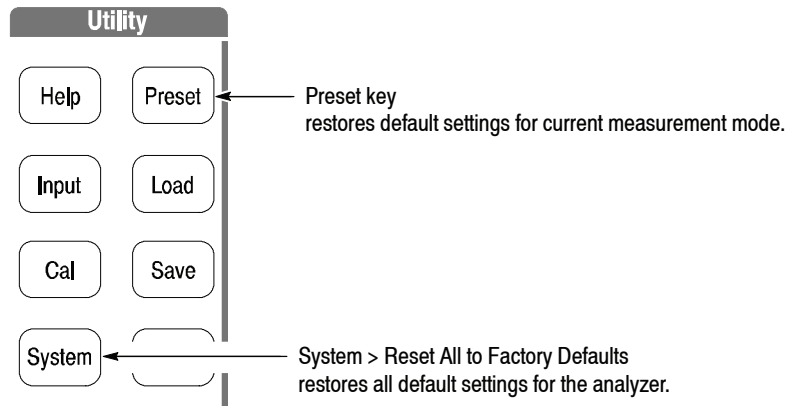 Utility
Help
Preset
Preset key
restores default settings for current measurement mode.
Input
Load
Cal
Save
System
System > Reset All to Factory Defaults
restores all default settings for the analyzer.